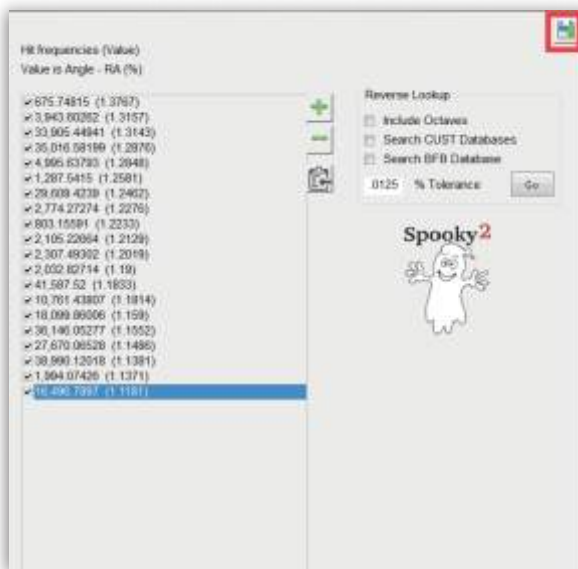 Hit frequencies (Value)
Value is Angle - RA (%)
675.74815 (1.3767)
3,943.60262 (1.3157)
33,905.44941 (1.3143)
35,016.58199 (1.2976)
4,995.63793 (1.2848)
1,287.5415 (1.2581)
29,609.4239 (1.2462)
2,774.27274 (1.2276)
803.15591 (1.2233)
2,105.22664 (1.2129)
2,307.49302 (1.2019)
2,032.82714 (1.19)
41,597.52 (1.1833)
10,761.43807 (1.1814)
18,099.86006 (1.159)
36,146.05277 (1.1552)
27,670.06528 (1.1486)
38,990.12018 (1.1381)
1,994.07426 (1.1371)
16,496.7997 (1.1181)
Reverse Lookup
Include Octaves
Search CUST Databases
Search BFB Database
.0125 % Tolerance Go
Spooky2